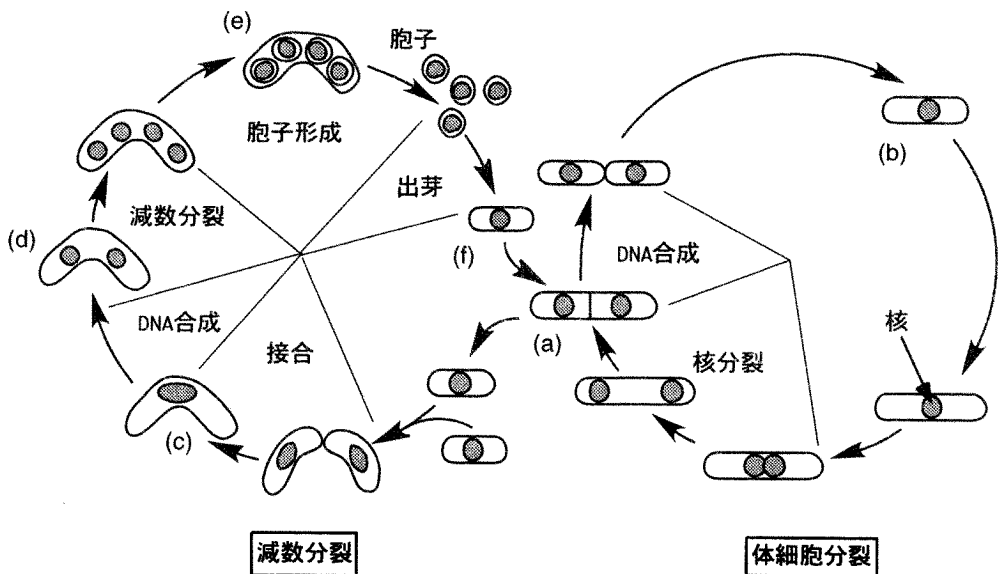 (e)
胞子
胞子形成
(b)
出芽
減数分裂
(d)
(f)
DNA合成
DNA合成
核
(a)
接合
核分裂
(c)
減数分裂
体細胞分裂